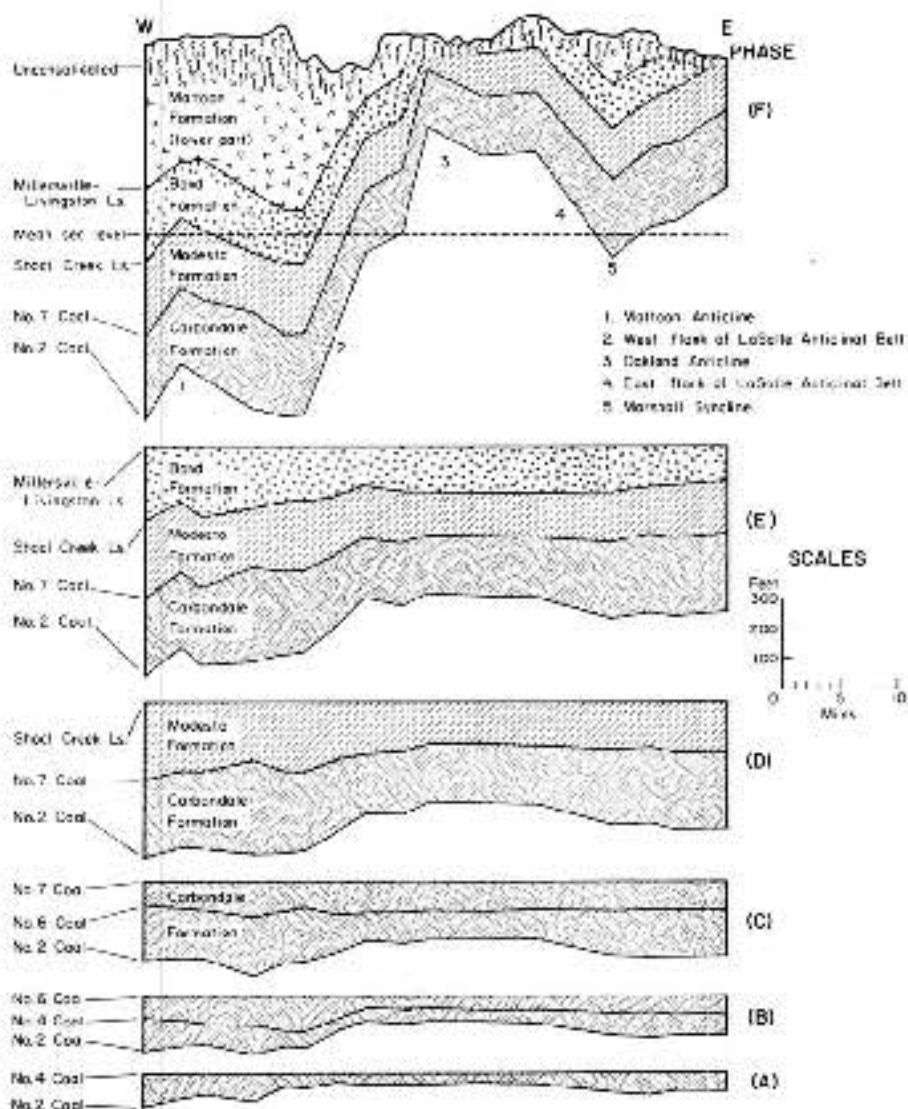 W
E
PHASE
Unconsolidated
Mattoon
Formation
(lower part)
(F)
Millersville-
Livingston Ls.
Bond
Formation
Mean sea level
Shoal Creek Ls.
Modesto
Formation
No. 7 Coal
Carbondale
Formation
No. 2 Coal
1
2
3
4
5
1. Mattoon Anticline
2. West flank of LaSalle Anticlinal Belt
3. Oakland Anticline
4. East flank of LaSalle Anticlinal Belt
5. Marshall Syncline
Millersville-
Livingston Ls.
Bond
Formation
Shoal Creek Ls.
Modesto
Formation
No. 7 Coal
Carbondale
Formation
No. 2 Coal
(E)
SCALES
Feet
300
200
100
0
5
10
Miles
Shoal Creek Ls.
Modesto
Formation
No. 7 Coal
Carbondale
Formation
No. 2 Coal
(D)
No. 7 Coal
Carbondale
No. 6 Coal
Formation
No. 2 Coal
(C)
No. 6 Coal
No. 4 Coal
No. 2 Coal
(B)
No. 4 Coal
No. 2 Coal
(A)